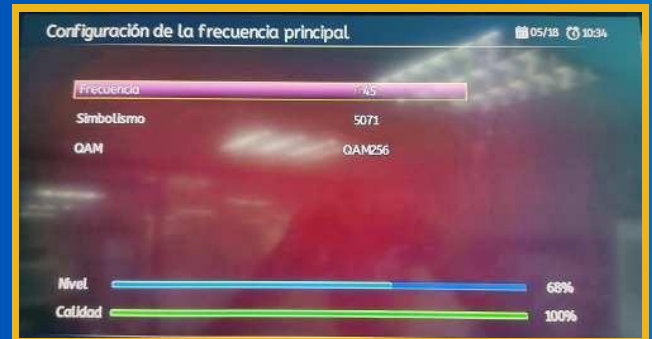 Configuración de la frecuencia principal 05/18 10:34
Frecuencia
Simbolismo 5071
QAM QAM256
Nivel 68%
Calidad 100%